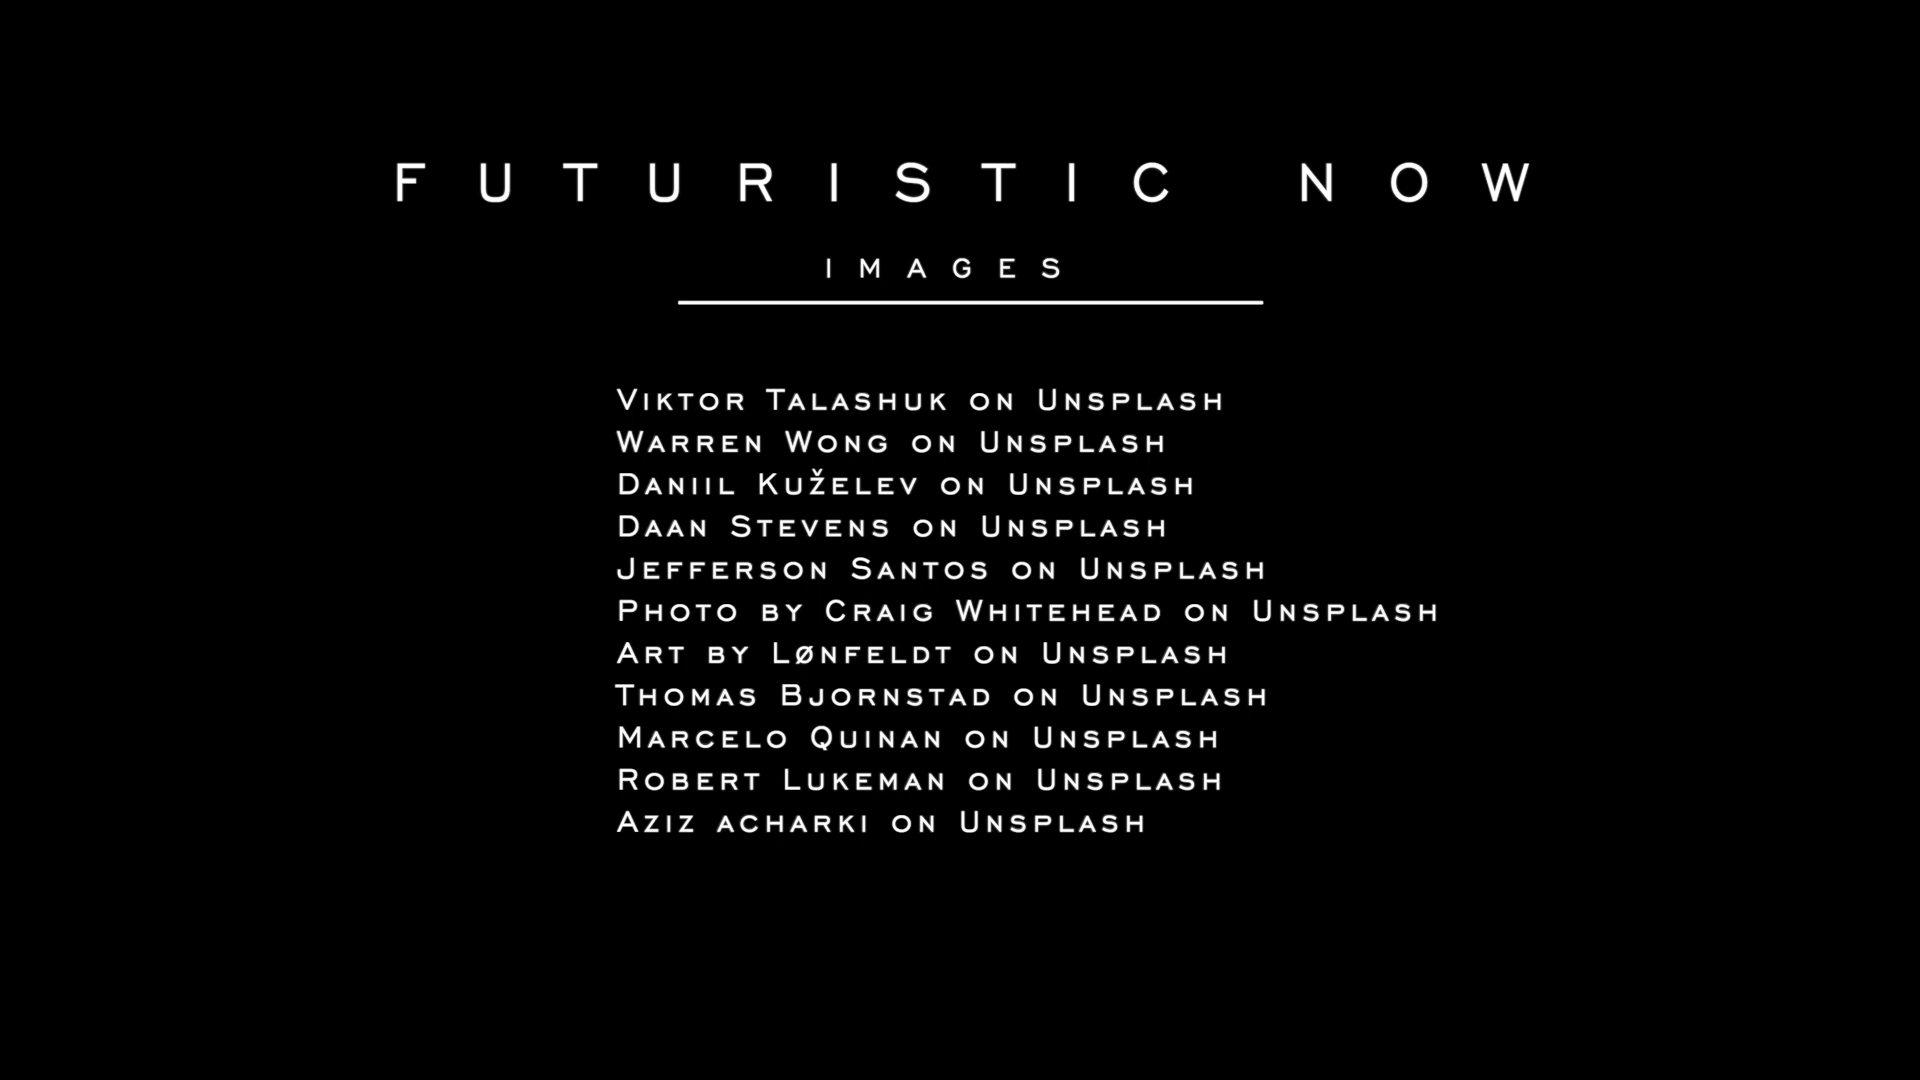 FUTURISTIC NOW
IMAGES
Viktor Talashuk on Unsplash
Warren Wong on Unsplash
Daniil Kuželev on Unsplash
Daan Stevens on Unsplash
Jefferson Santos on Unsplash
Photo by Craig Whitehead on Unsplash
Art by Lønfeldt on Unsplash
Thomas Bjornstad on Unsplash
Marcelo Quinan on Unsplash
Robert Lukeman on Unsplash
Aziz acharki on Unsplash